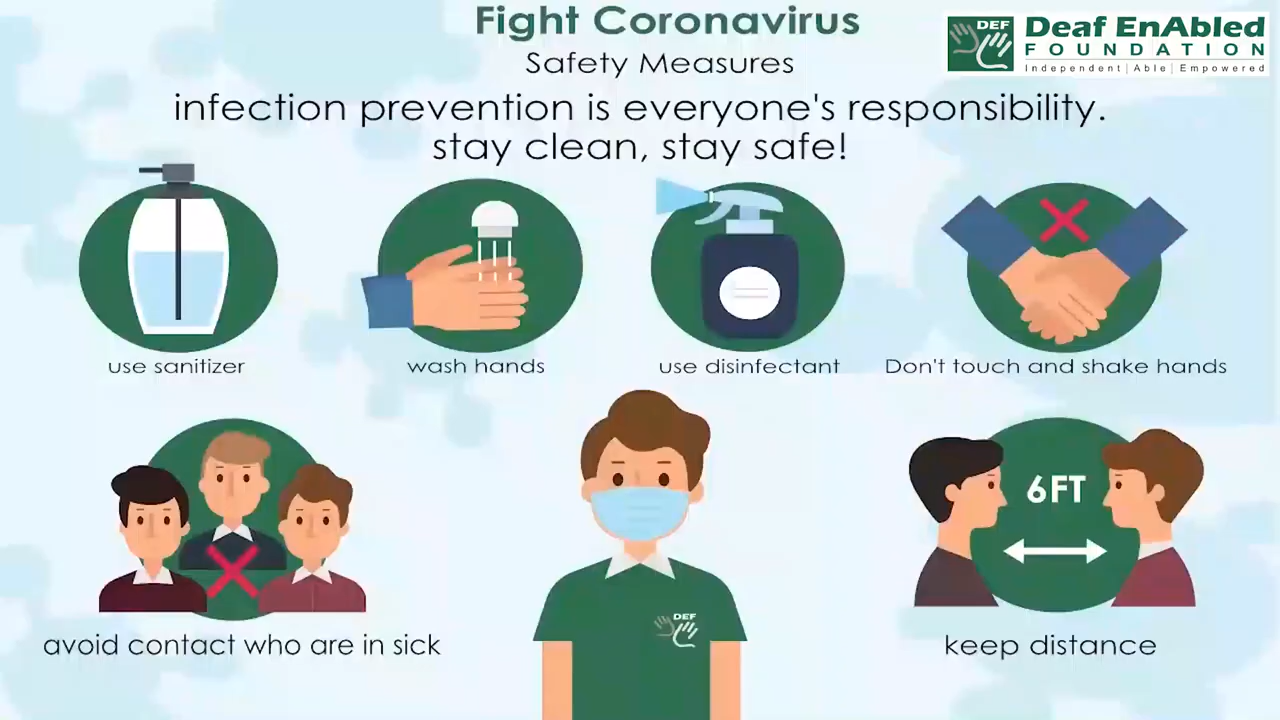 Fight Coronavirus
Safety Measures
infection prevention is everyone's responsibility.
stay clean, stay safe!
DEF
Deaf EnAbled
FOUNDATION
Independent | Able | Empowered
use sanitizer
wash hands
use disinfectant
Don't touch and shake hands
6FT
DEF
avoid contact who are in sick
keep distance